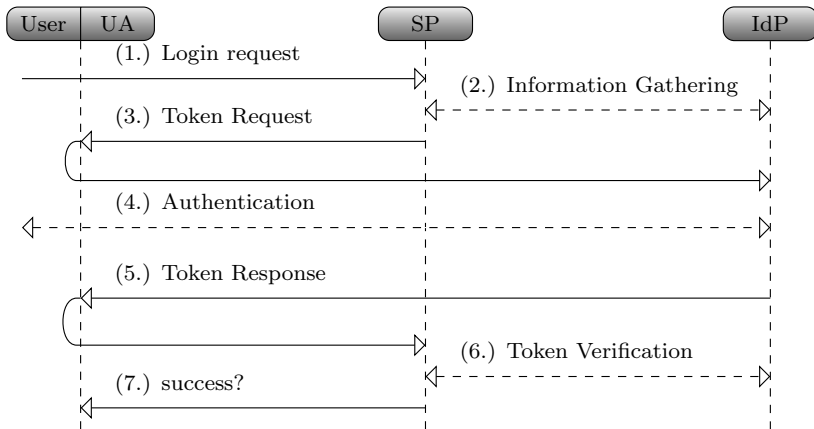 User UA SP IdP
(1.) Login request
(2.) Information Gathering
(3.) Token Request
(4.) Authentication
(5.) Token Response
(6.) Token Verification
(7.) success?